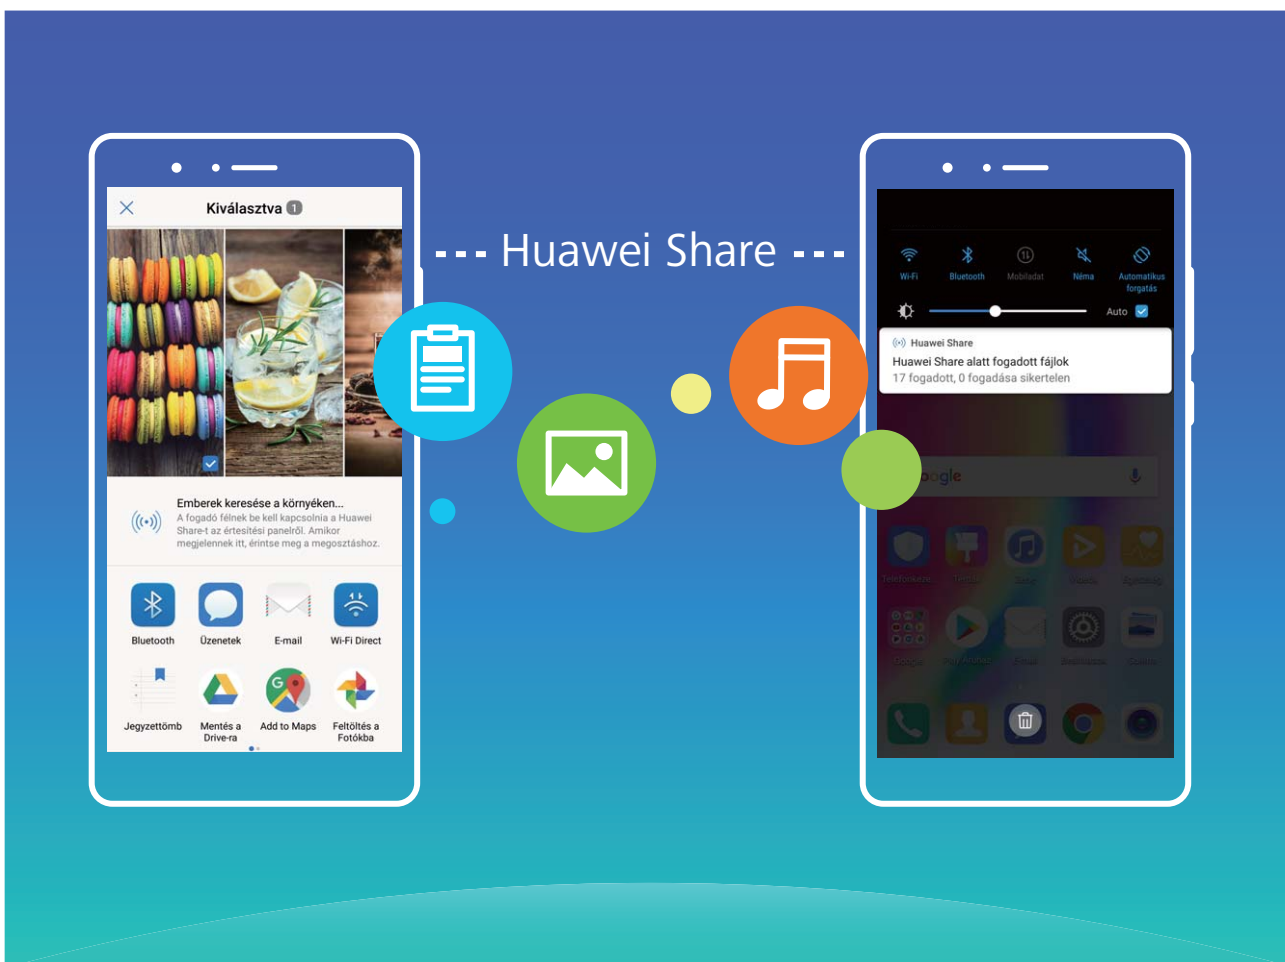 Kiválasztva 1
Emberek keresése a környéken...
A fogadó félnek be kell kapcsolnia a Huawei
Share-t az értesítési panelről. Amikor
megjelennek itt, érintse meg a megosztáshoz.
Bluetooth Üzenetek E-mail Wi-Fi Direct
Jegyzettömb Mentés a Drive-ra Add to Maps Feltöltés a Fotókba
Huawei Share
Wi-Fi Bluetooth Mobiladat Néma Automatikus forgatás
Auto
Huawei Share
Huawei Share alatt fogadott fájlok
17 fogadott, 0 fogadása sikertelen